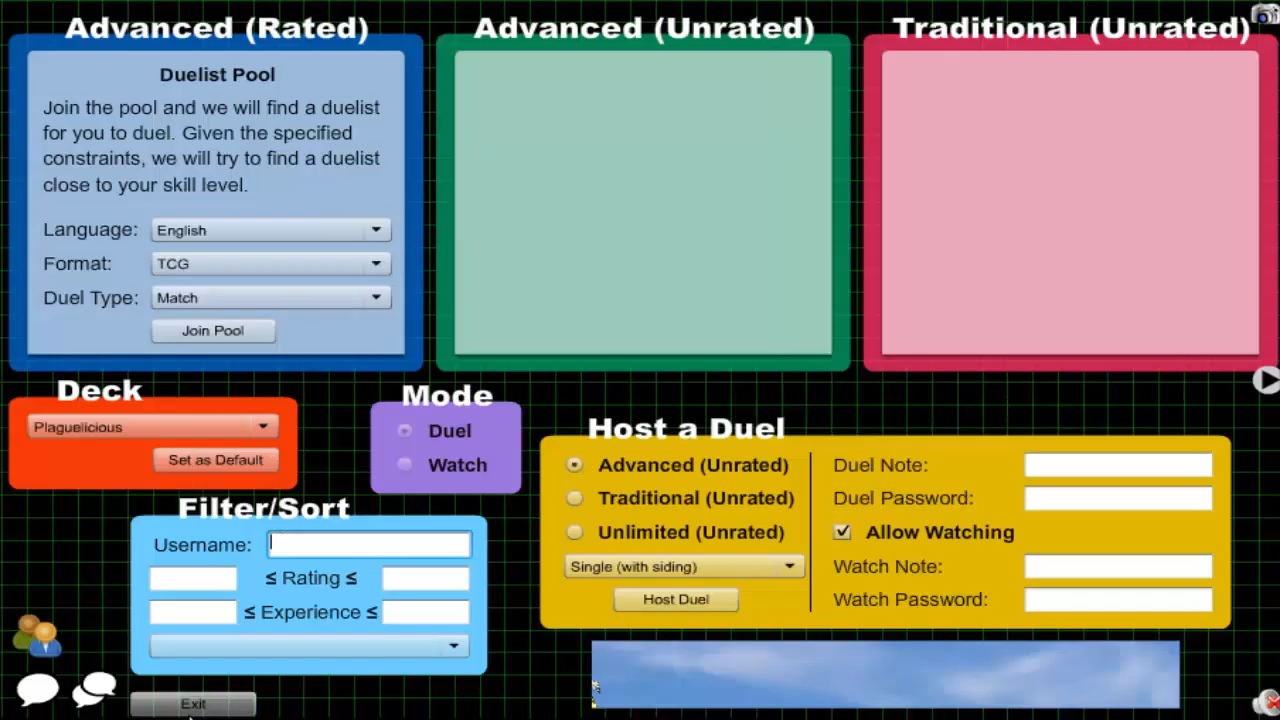 Advanced (Rated)
Advanced (Unrated)
Traditional (Unrated)
Duelist Pool
Join the pool and we will find a duelist
for you to duel. Given the specified
constraints, we will try to find a duelist
close to your skill level.
Language: English
Format: TCG
Duel Type: Match
Join Pool
Deck
Plaguelicious
Set as Default
Mode
Duel
Watch
Filter/Sort
Username:
≤ Rating ≤
≤ Experience ≤
Host a Duel
Advanced (Unrated)
Traditional (Unrated)
Unlimited (Unrated)
Single (with siding)
Host Duel
Duel Note:
Duel Password:
Allow Watching
Watch Note:
Watch Password:
Exit